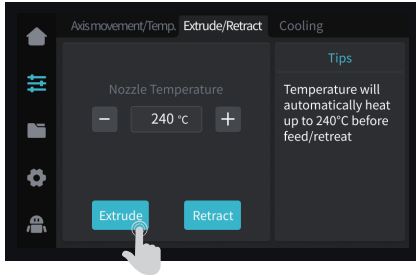 Axis movement/Temp. Extrude/Retract Cooling
Tips
Nozzle Temperature
Temperature will
automatically heat
up to 240°C before
feed/retreat
− 240 °C +
Extrude Retract